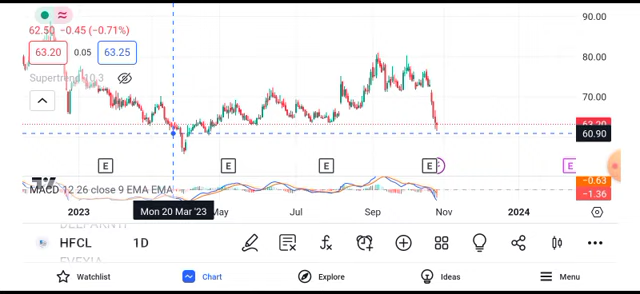 62.50 −0.45 (−0.71%)
63.20 0.05 63.25
Supertrend 10 3
90.00
80.00
70.00
63.20
60.90
E E E E E
MACD 12 26 close 9 EMA EMA
−0.63
−1.36
2023 Mon 20 Mar '23 May Jul Sep Nov 2024
HFCL 1D
Watchlist Chart Explore Ideas Menu